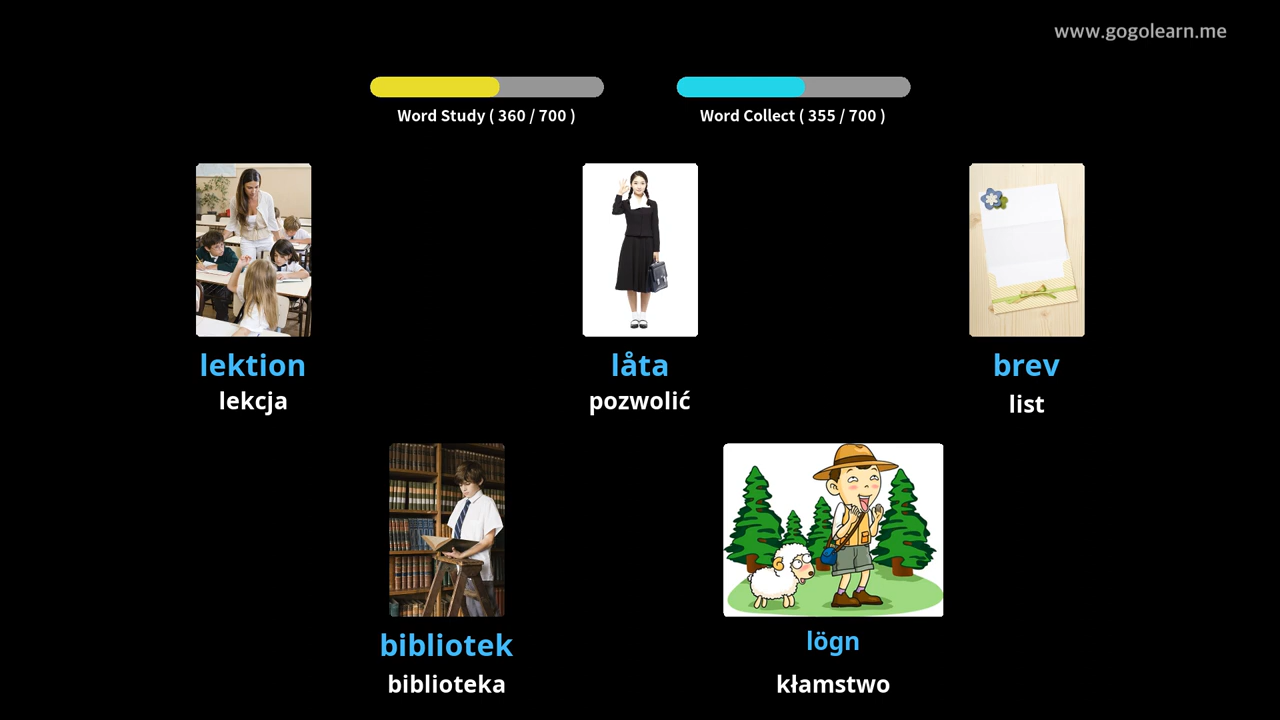 www.gogolearn.me
Word Study ( 360 / 700 )
Word Collect ( 355 / 700 )
lektion
lekcja
låta
pozwolić
brev
list
bibliotek
biblioteka
lögn
kłamstwo